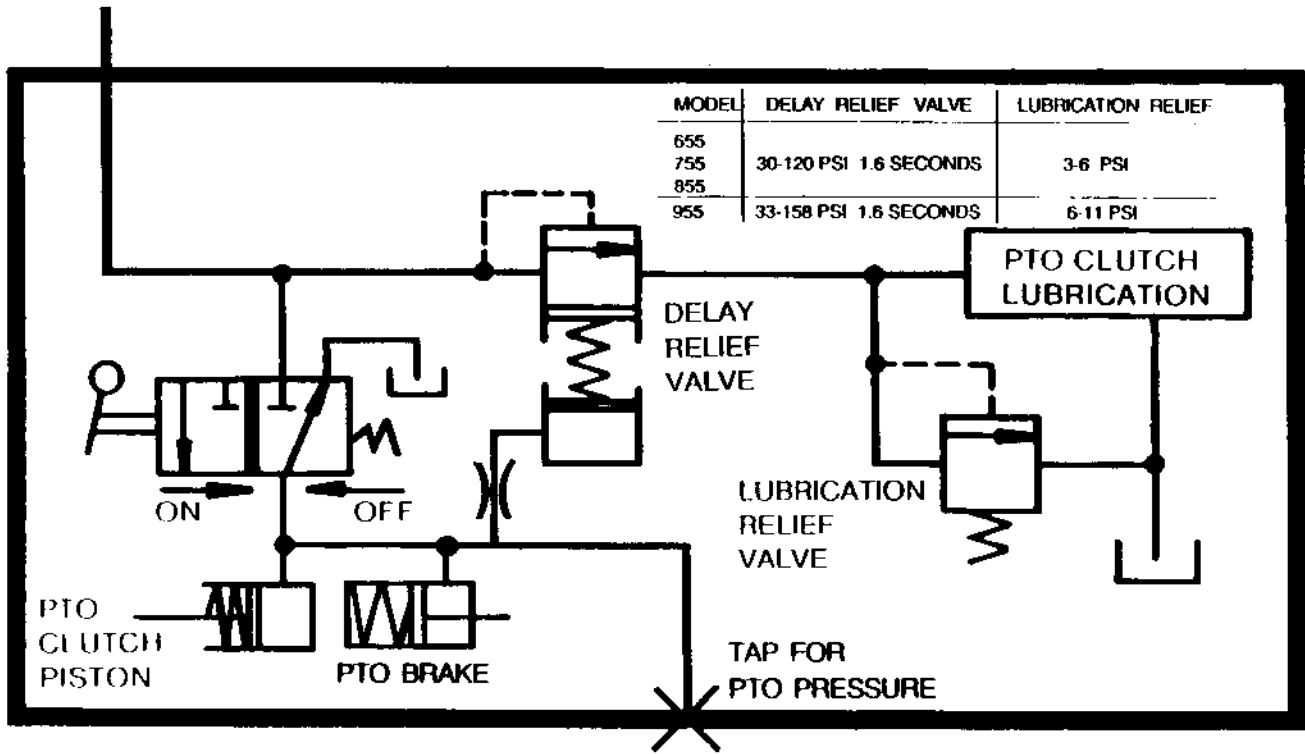 MODEL DELAY RELIEF VALVE LUBRICATION RELIEF
655
755 30-120 PSI 1.6 SECONDS 3-6 PSI
855
955 33-158 PSI 1.6 SECONDS 6-11 PSI
PTO CLUTCH
LUBRICATION
DELAY
RELIEF
VALVE
ON OFF
LUBRICATION
RELIEF
VALVE
PTO
CLUTCH
PISTON
PTO BRAKE
TAP FOR
PTO PRESSURE